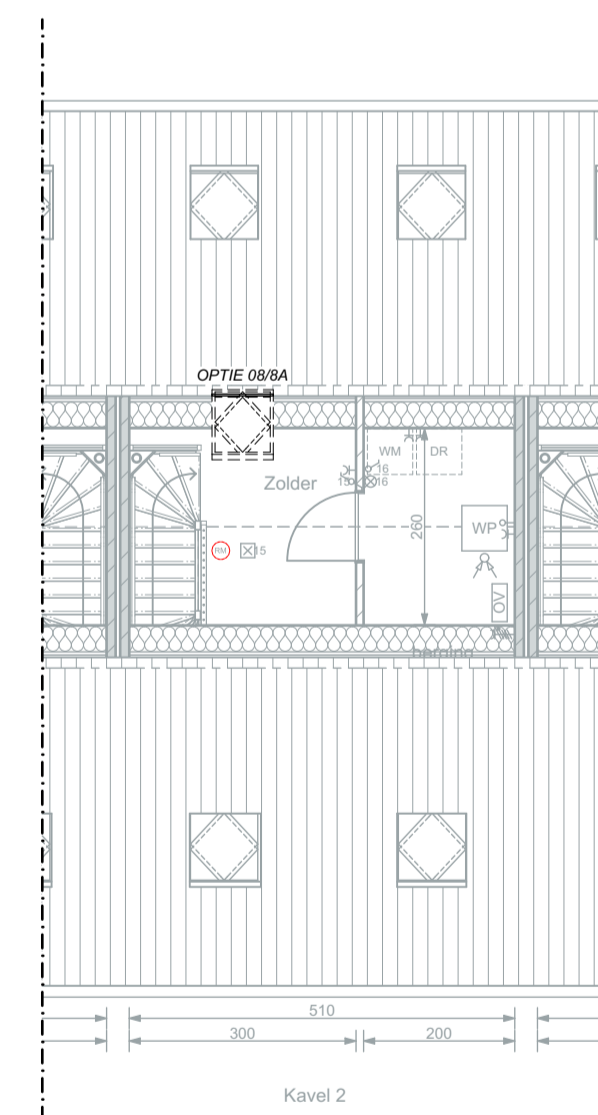 OPTIE 08/8A
WM
DR
16
15
16
Zolder
260
WP
RM
15
OV
berging
510
300
200
Kavel 2